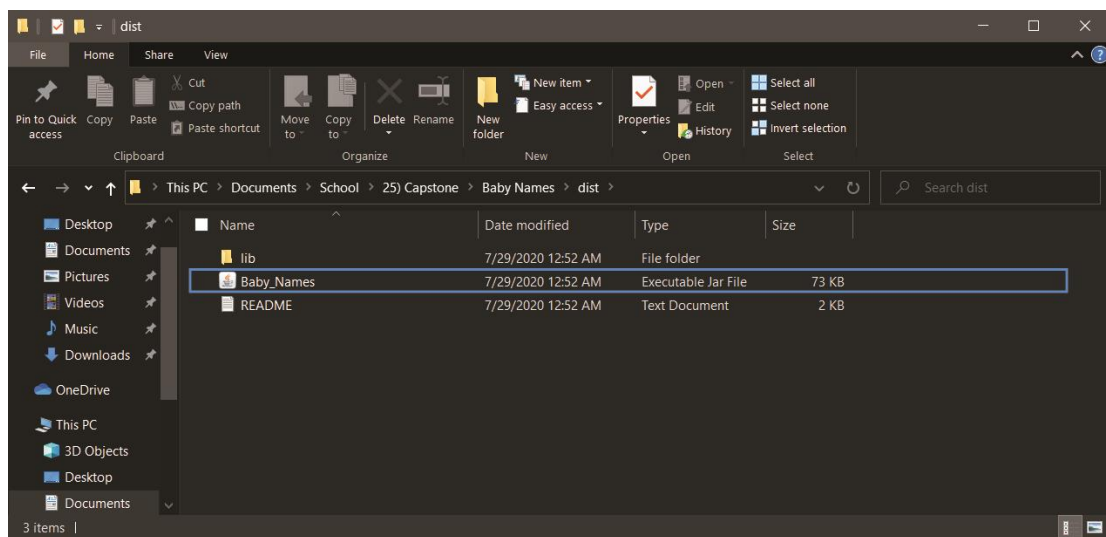 dist
File Home Share View
Pin to Quick access Copy Paste Cut Copy path Paste shortcut
Clipboard
Move to Copy to Delete Rename
Organize
New folder New item Easy access
New
Properties Open Edit History
Open
Select all Select none Invert selection
Select
This PC > Documents > School > 25) Capstone > Baby Names > dist >
Search dist
Desktop
Documents
Pictures
Videos
Music
Downloads
OneDrive
This PC
3D Objects
Desktop
Documents
Name Date modified Type Size
lib 7/29/2020 12:52 AM File folder
Baby_Names 7/29/2020 12:52 AM Executable Jar File 73 KB
README 7/29/2020 12:52 AM Text Document 2 KB
3 items